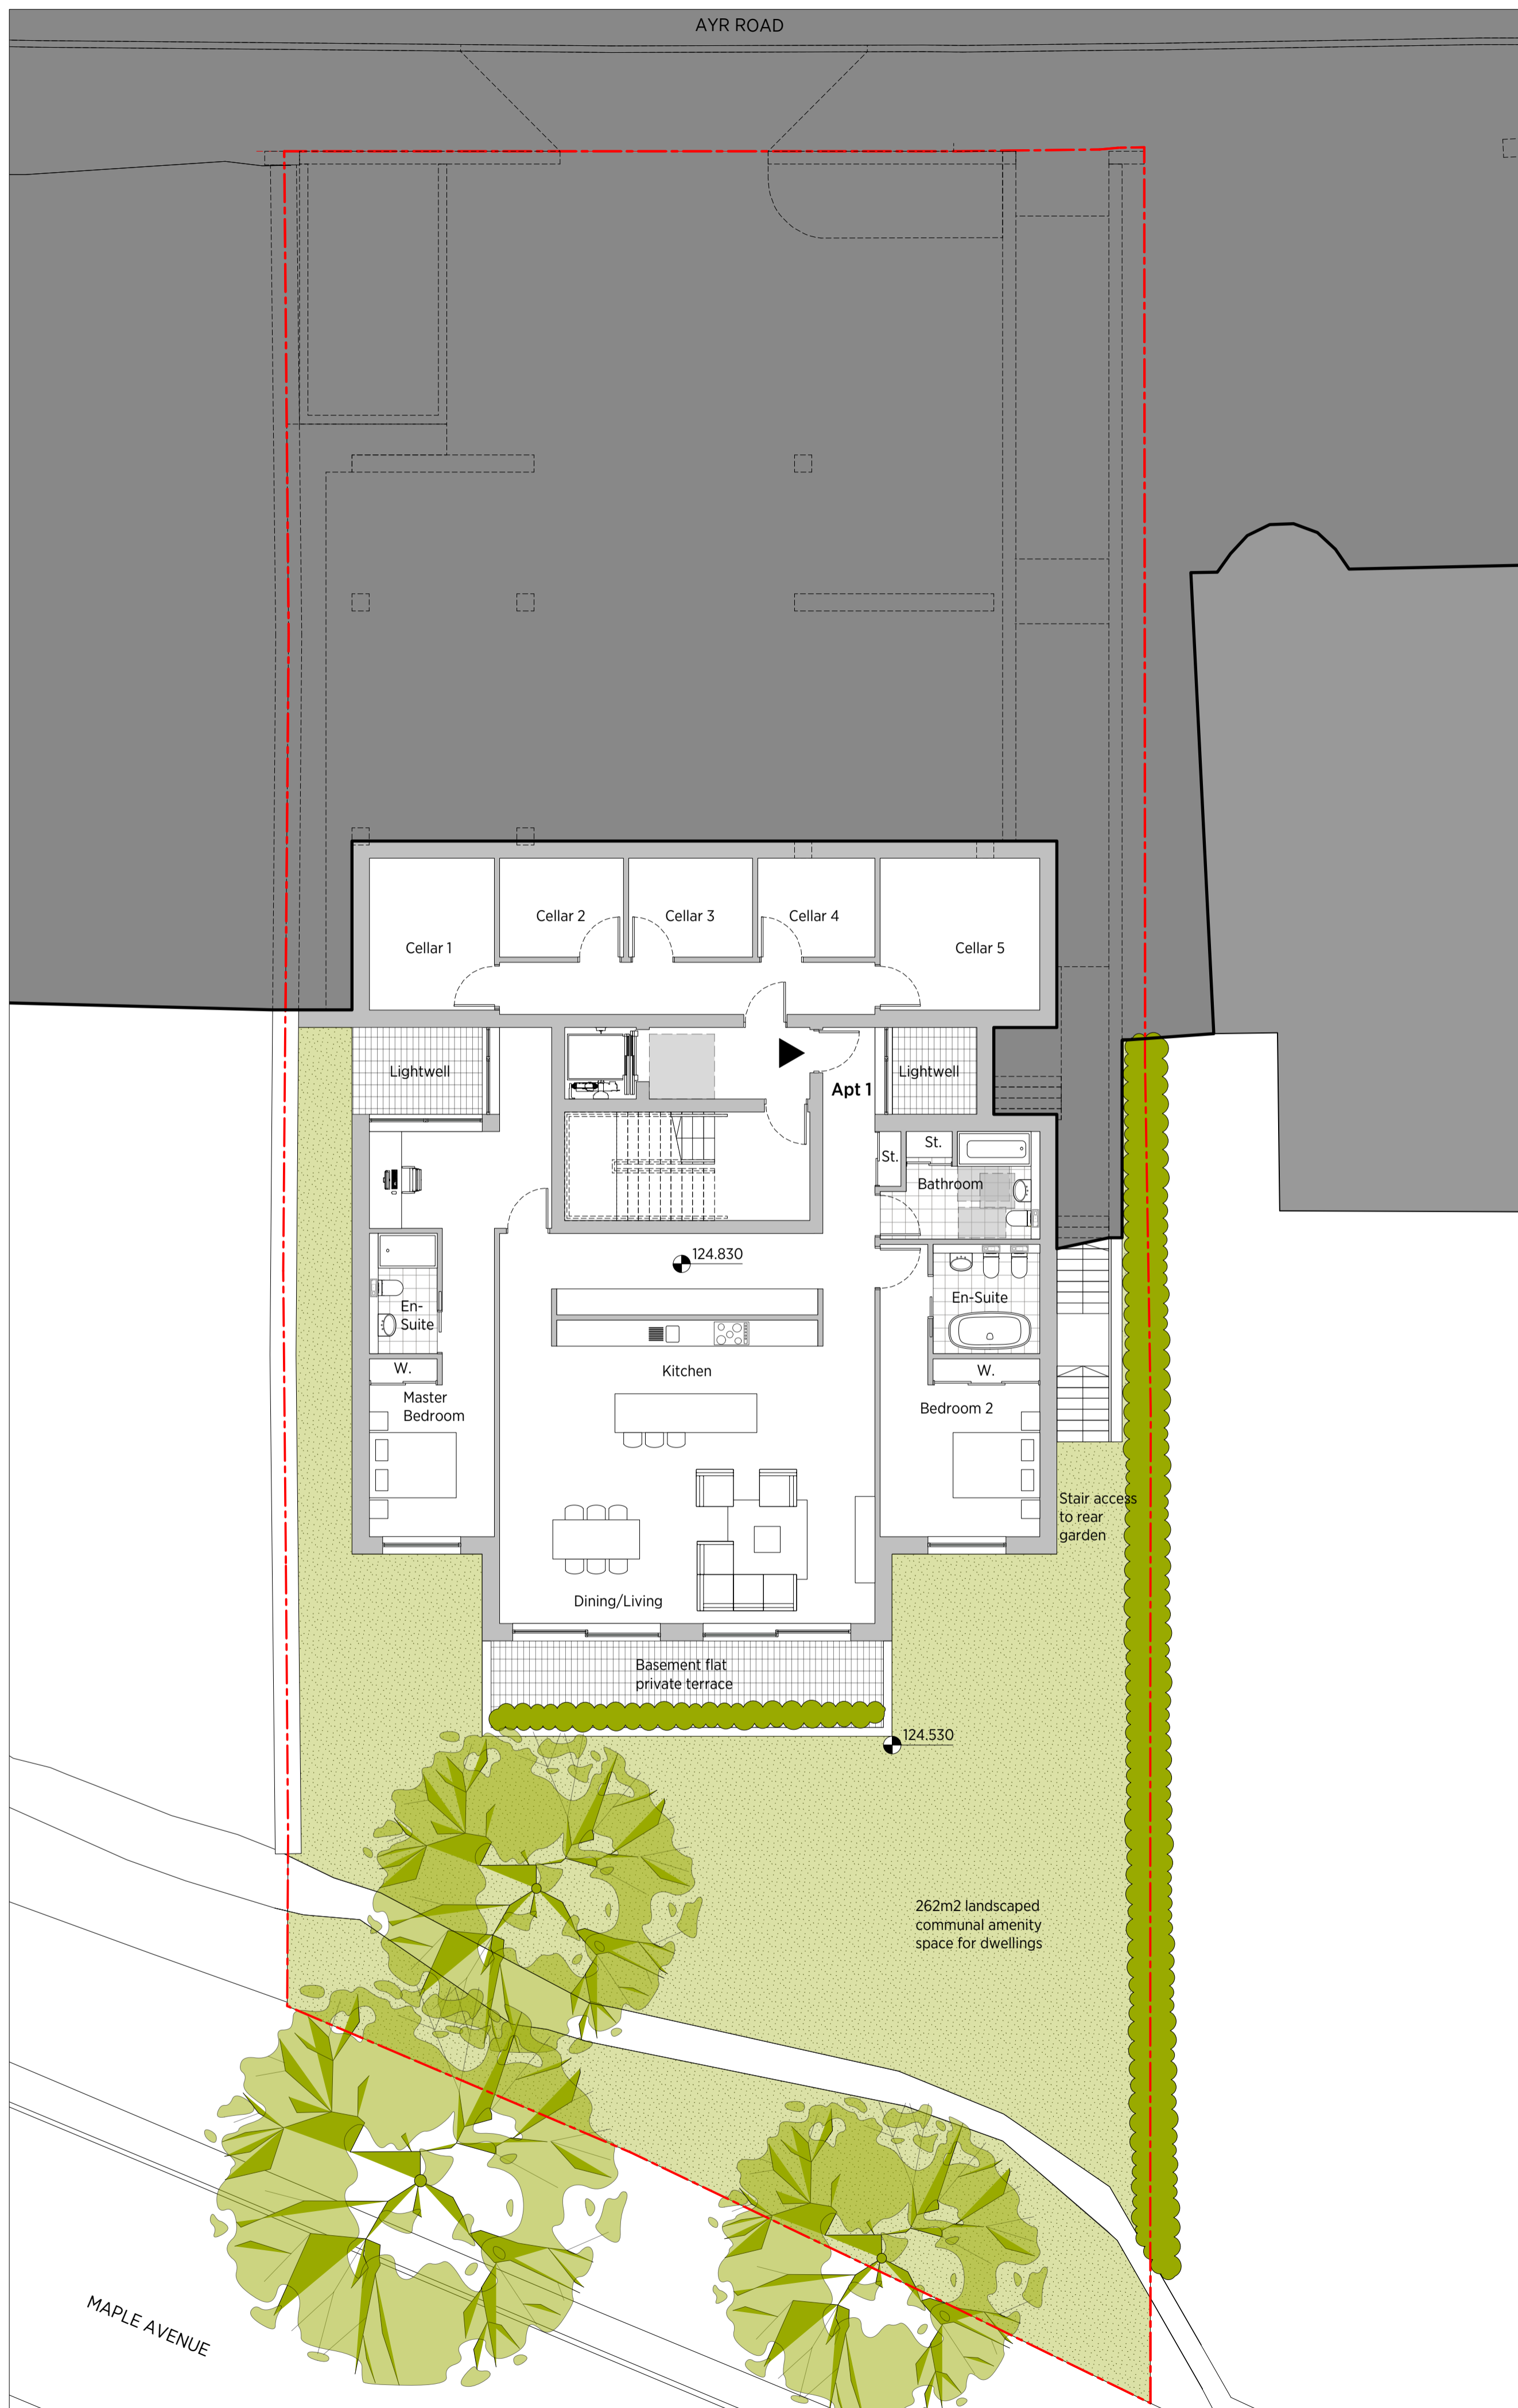 AYR ROAD
Cellar 2
Cellar 3
Cellar 4
Cellar 1
Cellar 5
Lightwell
Lightwell
Apt 1
St.
St.
Bathroom
124.830
En-
Suite
En-Suite
W.
Kitchen
W.
Master
Bedroom
Bedroom 2
Stair access
to rear
garden
Dining/Living
Basement flat
private terrace
124.530
262m2 landscaped
communal amenity
space for dwellings
MAPLE AVENUE